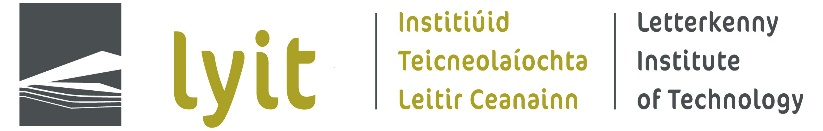 lyit
Institiúid
Teicneolaíochta
Leitir Ceanainn
Letterkenny
Institute
of Technology